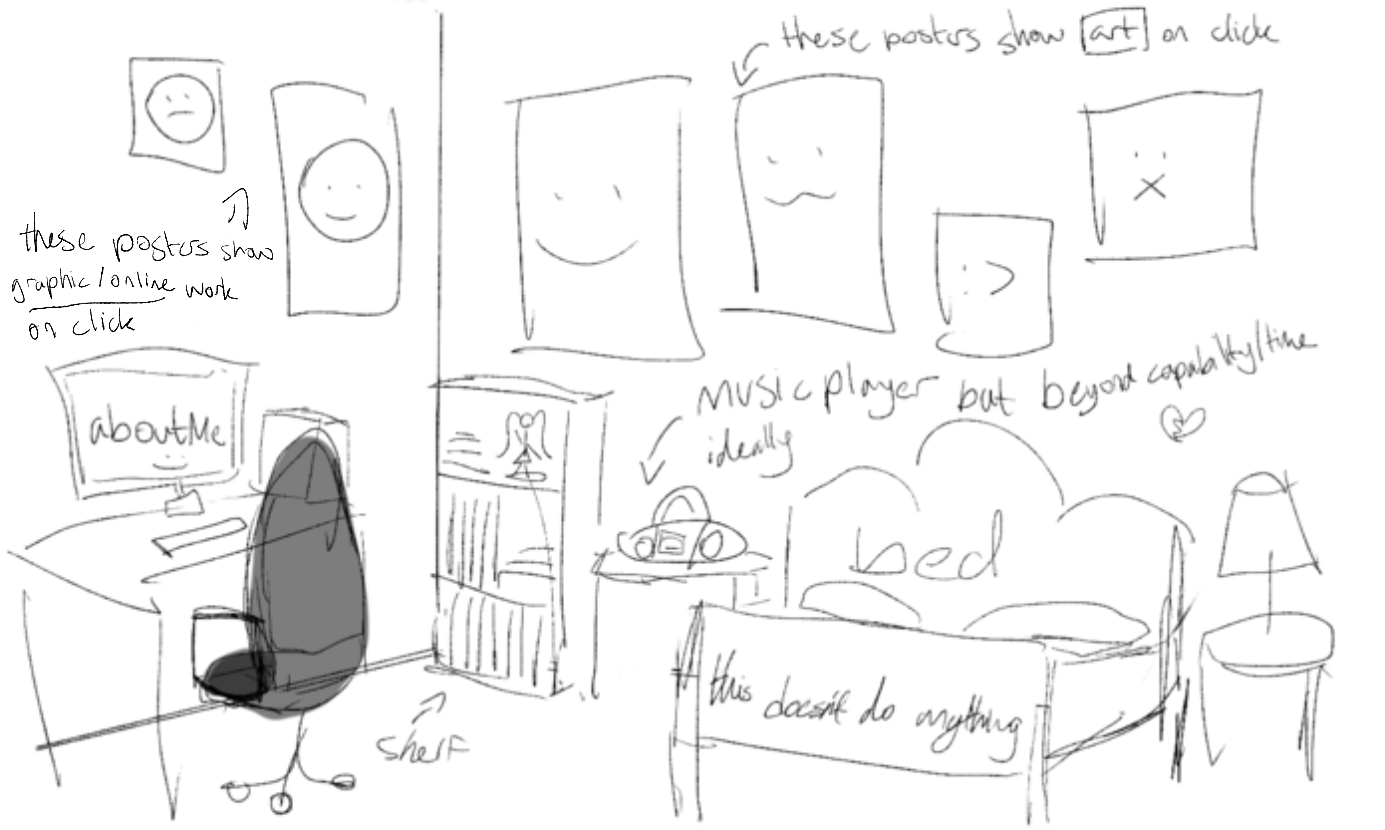 these posters show art on click
these posters show
graphic/online work
on click
aboutMe
music player but beyond capability/time
ideally
bed
this doesn't do anything
shelf